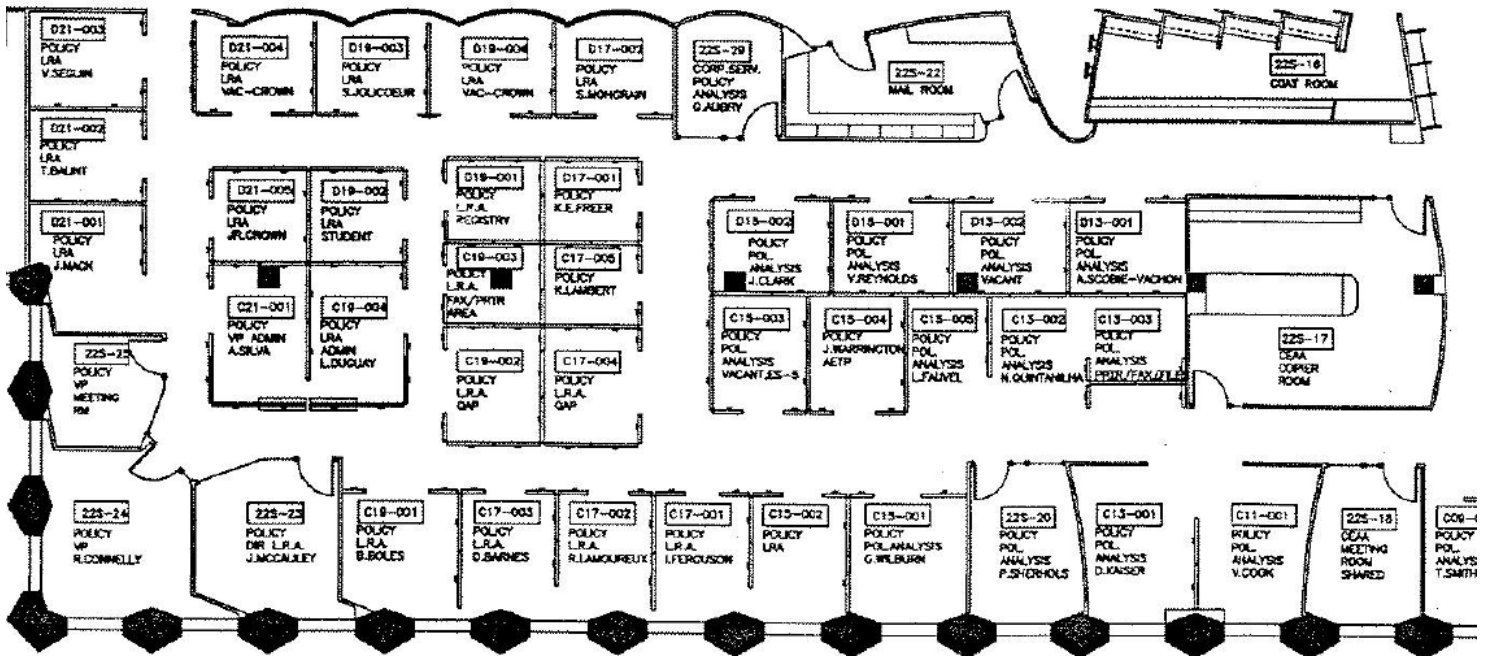 D21-003
POLICY
LRA
V.SEGUIN
D21-004
POLICY
LRA
VAC-CROWN
D19-003
POLICY
LRA
S.JOLICOEUR
D19-004
POLICY
LRA
VAC-CROWN
D17-002
POLICY
LRA
S.MONGRAIN
22S-29
CORP.SERV.
POLICY
ANALYSIS
G.AUBRY
22S-22
MAIL ROOM
22S-16
COAT ROOM
D21-002
POLICY
LRA
T.BALINT
D21-001
POLICY
LRA
J.MACK
D21-005
POLICY
LRA
JR.CROWN
D19-002
POLICY
LRA
STUDENT
D19-001
POLICY
L.R.A.
REGISTRY
D17-001
POLICY
K.E.FREER
D15-002
POLICY
POL.
ANALYSIS
J.CLARK
D15-001
POLICY
POL.
ANALYSIS
V.REYNOLDS
D13-002
POLICY
POL.
ANALYSIS
VACANT
D13-001
POLICY
POL.
ANALYSIS
A.SCOBIE-VACHON
C21-001
POLICY
VP ADMIN
A.SILVA
C19-004
POLICY
LRA
ADMIN
L.DUGUAY
C19-003
POLICY
L.R.A.
FAX/PRTR
AREA
C17-005
POLICY
K.LAMBERT
C15-003
POLICY
POL.
ANALYSIS
VACANT,ES-5
C15-004
POLICY
J.WARRINGTON
AETP
C15-005
POLICY
POL.
ANALYSIS
L.FAUVEL
C13-002
POLICY
POL.
ANALYSIS
N.QUINTANILHA
C13-003
POLICY
POL.
ANALYSIS
PRTR/FAX/FILES
22S-17
CEAA
COPIER
ROOM
22S-25
POLICY
VP
MEETING
RM
C19-002
POLICY
L.R.A.
QAP
C17-004
POLICY
L.R.A.
QAP
22S-24
POLICY
VP
R.CONNELLY
22S-23
POLICY
DIR L.R.A.
J.MCCAULEY
C19-001
POLICY
L.R.A.
B.BOLES
C17-003
POLICY
L.R.A.
D.BARNES
C17-002
POLICY
L.R.A.
R.LAMOUREUX
C17-001
POLICY
L.R.A.
I.FERGUSON
C15-002
POLICY
LRA
C15-001
POLICY
POL.ANALYSIS
G.WILBURN
22S-20
POLICY
POL.
ANALYSIS
P.SHERHOLS
C13-001
POLICY
POL.
ANALYSIS
D.KAISER
C11-001
POLICY
POL.
ANALYSIS
V.COOK
22S-18
CEAA
MEETING
ROOM
SHARED
POLICY
POL.
ANALYS
T.SMITH